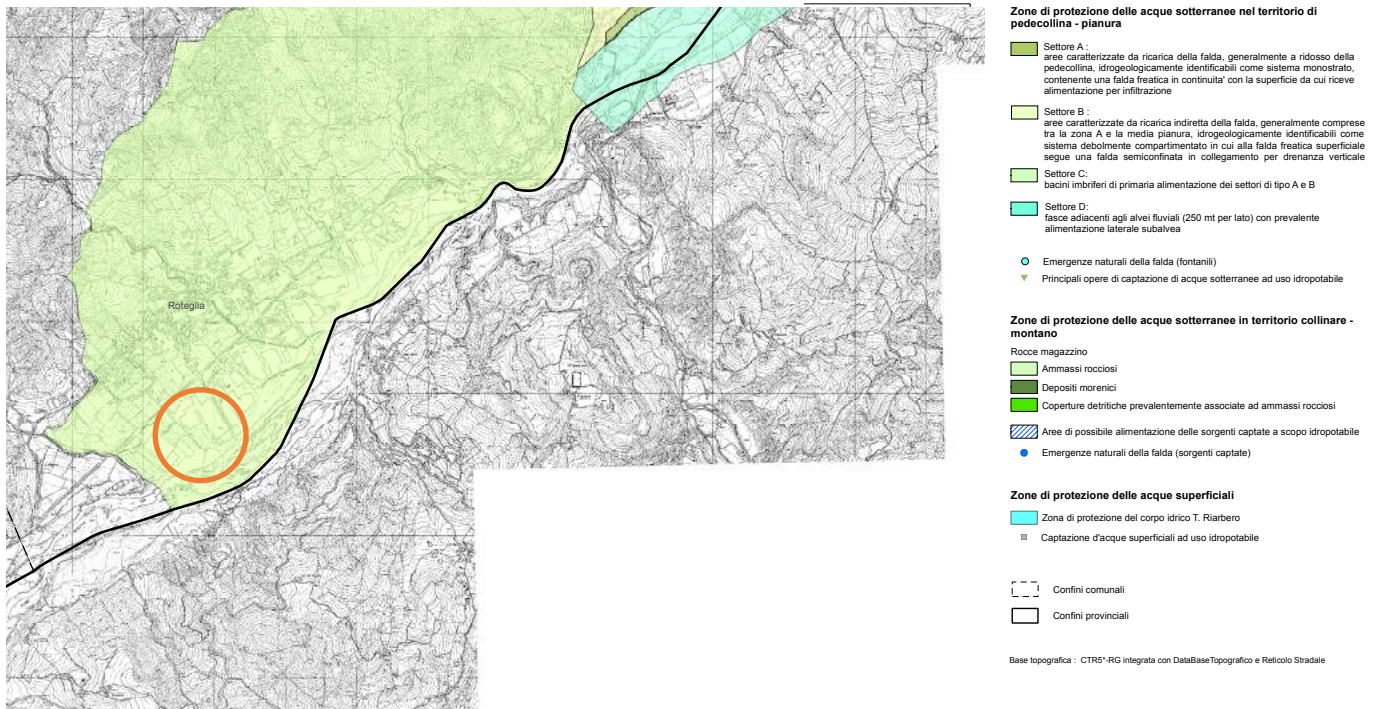 Roteglia
Zone di protezione delle acque sotterranee nel territorio di
pedecollina - pianura
Settore A :
aree caratterizzate da ricarica della falda, generalmente a ridosso della
pedecollina, idrogeologicamente identificabili come sistema monostrato,
contenente una falda freatica in continuita' con la superficie da cui riceve
alimentazione per infiltrazione
Settore B :
aree caratterizzate da ricarica indiretta della falda, generalmente comprese
tra la zona A e la media pianura, idrogeologicamente identificabili come
sistema debolmente compartimentato in cui alla falda freatica superficiale
segue una falda semiconfinata in collegamento per drenanza verticale
Settore C:
bacini imbriferi di primaria alimentazione dei settori di tipo A e B
Settore D:
fasce adiacenti agli alvei fluviali (250 mt per lato) con prevalente
alimentazione laterale subalvea
Emergenze naturali della falda (fontanili)
Principali opere di captazione di acque sotterranee ad uso idropotabile
Zone di protezione delle acque sotterranee in territorio collinare -
montano
Rocce magazzino
Ammassi rocciosi
Depositi morenici
Coperture detritiche prevalentemente associate ad ammassi rocciosi
Aree di possibile alimentazione delle sorgenti captate a scopo idropotabile
Emergenze naturali della falda (sorgenti captate)
Zone di protezione delle acque superficiali
Zona di protezione del corpo idrico T. Riarbero
Captazione d'acque superficiali ad uso idropotabile
Confini comunali
Confini provinciali
Base topografica : CTR5*-RG integrata con DataBaseTopografico e Reticolo Stradale